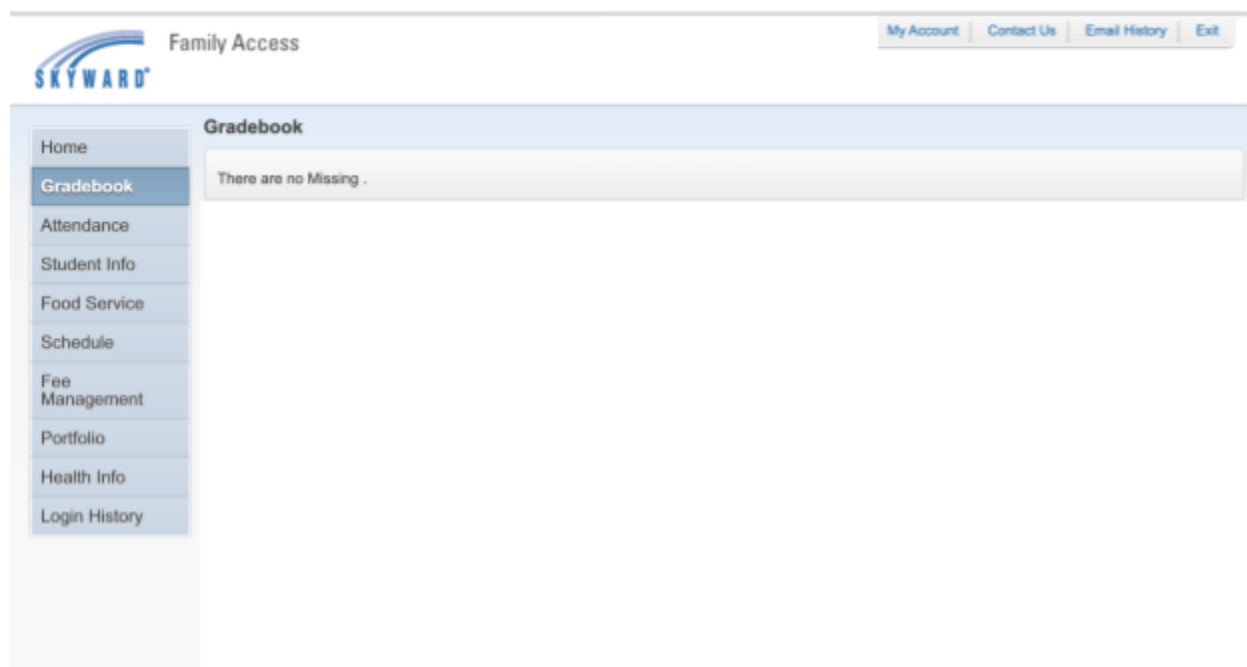 SKYWARD®
Family Access
My Account
Contact Us
Email History
Exit
Home
Gradebook
Attendance
Student Info
Food Service
Schedule
Fee
Management
Portfolio
Health Info
Login History
Gradebook
There are no Missing .